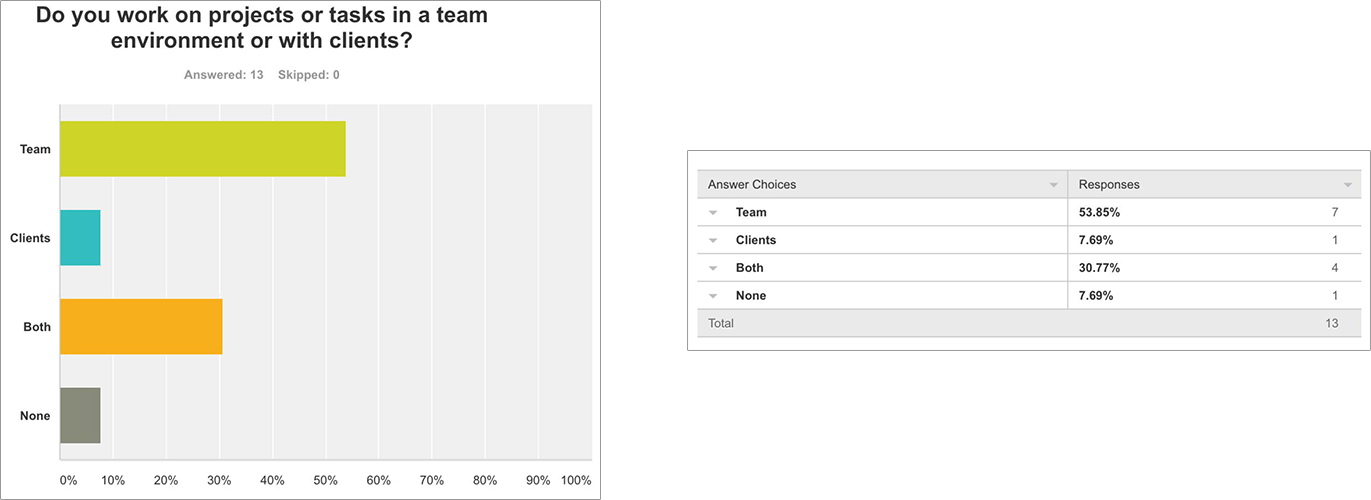 Do you work on projects or tasks in a team
environment or with clients?
Answered: 13 Skipped: 0
Team
Clients
Both
None
0% 10% 20% 30% 40% 50% 60% 70% 80% 90% 100%
Answer Choices Responses
Team 53.85% 7
Clients 7.69% 1
Both 30.77% 4
None 7.69% 1
Total 13